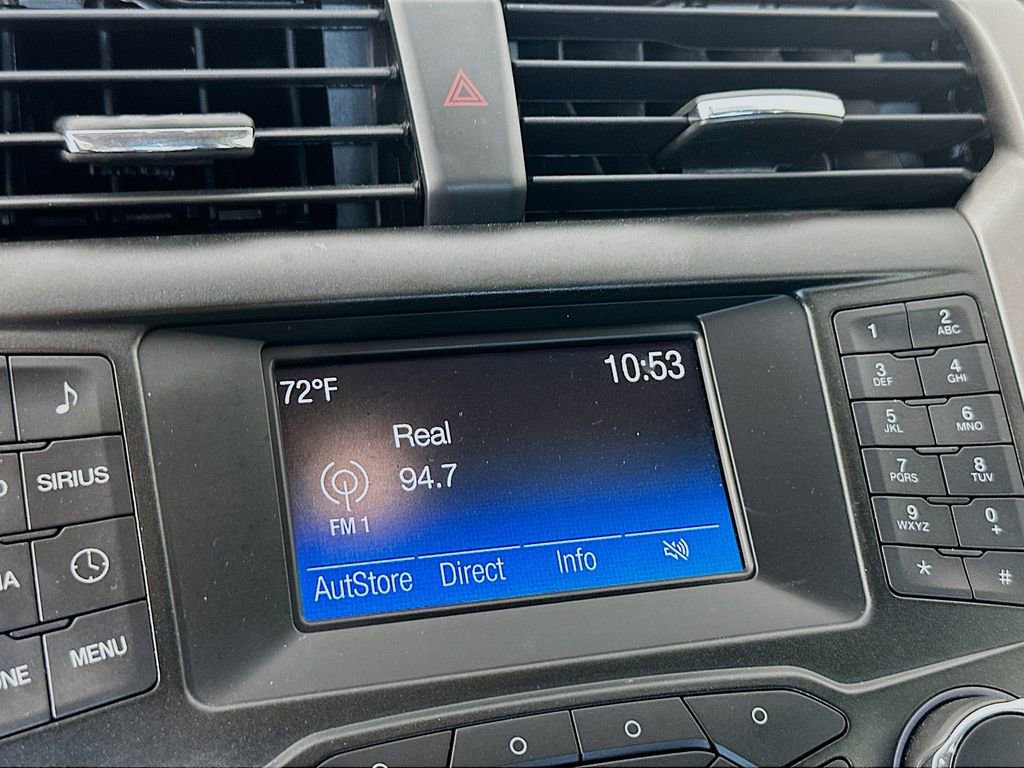 72°F
10:53
Real
94.7
FM 1
AutStore
Direct
Info
SIRIUS
MENU
1
2
ABC
3
DEF
4
GHI
5
JKL
6
MNO
7
PQRS
8
TUV
9
WXYZ
0
+
*
#